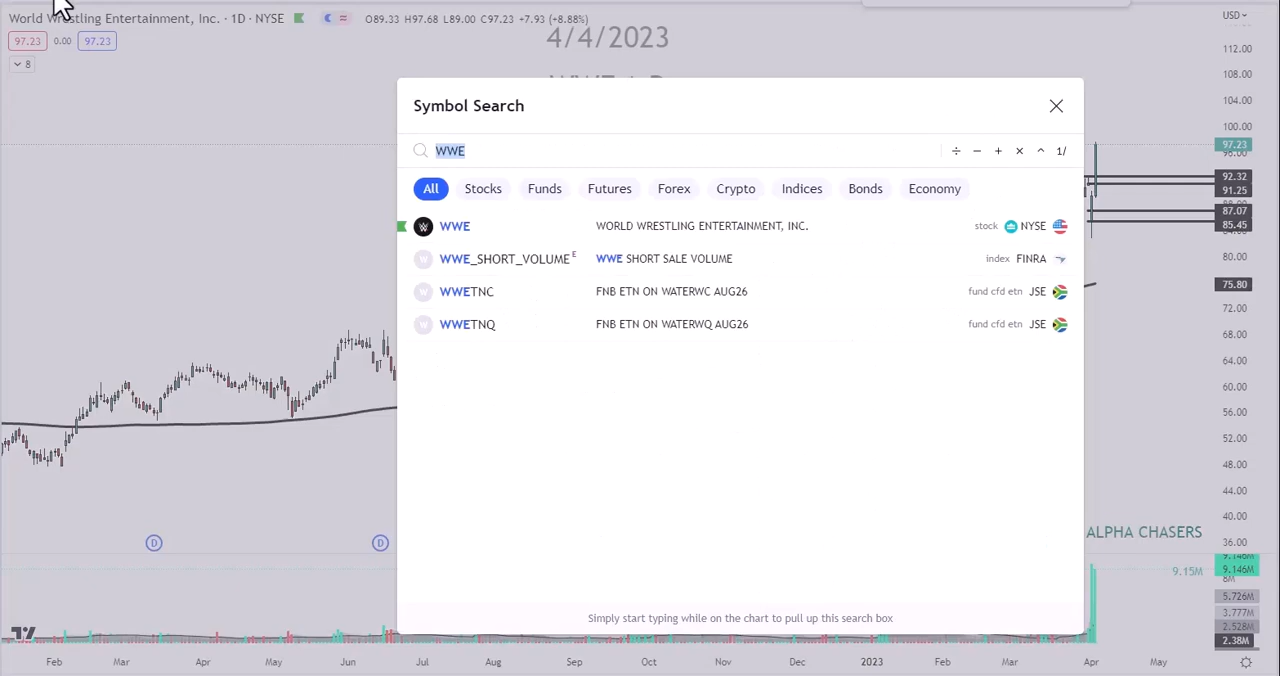 World Wrestling Entertainment, Inc. · 1D · NYSE O89.33 H97.68 L89.00 C97.23 +7.93 (+8.88%)
USD
97.23 0.00 97.23
8
4/4/2023
112.00
108.00
104.00
100.00
97.23
96.00
92.32
91.25
87.07
85.45
80.00
75.80
72.00
68.00
64.00
60.00
56.00
52.00
48.00
44.00
40.00
36.00
Symbol Search
WWE 1/
All Stocks Funds Futures Forex Crypto Indices Bonds Economy
WWE WORLD WRESTLING ENTERTAINMENT, INC. stock NYSE
WWE_SHORT_VOLUME E WWE SHORT SALE VOLUME index FINRA
WWETNC FNB ETN ON WATERWC AUG26 fund cfd etn JSE
WWETNQ FNB ETN ON WATERWQ AUG26 fund cfd etn JSE
Simply start typing while on the chart to pull up this search box
D D
ALPHA CHASERS
9.15M
9.146M
9.146M
8M
5.726M
3.777M
2.528M
2.38M
Feb Mar Apr May Jun Jul Aug Sep Oct Nov Dec 2023 Feb Mar Apr May